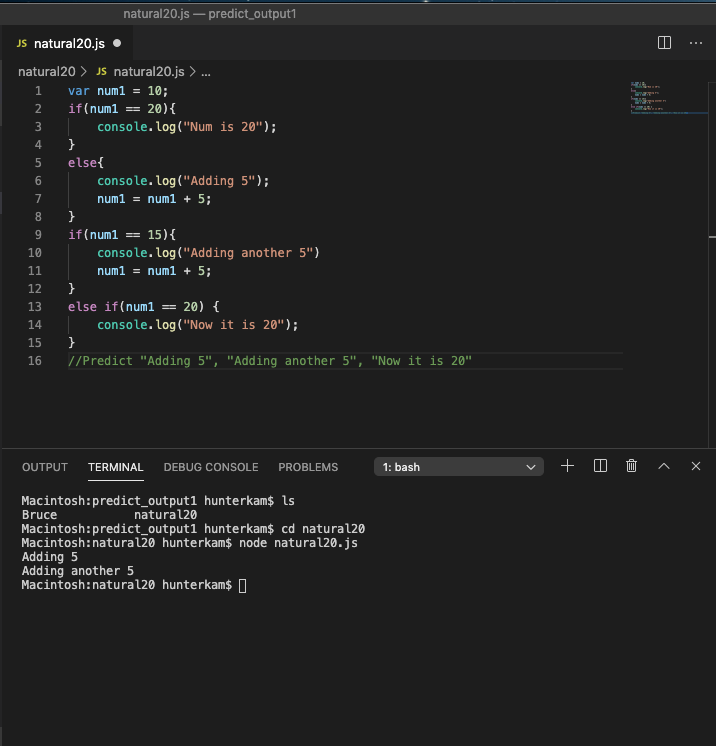 natural20.js — predict_output1
JS natural20.js ●
natural20 > JS natural20.js > ...
1 var num1 = 10;
2 if(num1 == 20){
3     console.log("Num is 20");
4 }
5 else{
6     console.log("Adding 5");
7     num1 = num1 + 5;
8 }
9 if(num1 == 15){
10     console.log("Adding another 5")
11     num1 = num1 + 5;
12 }
13 else if(num1 == 20) {
14     console.log("Now it is 20");
15 }
16 //Predict "Adding 5", "Adding another 5", "Now it is 20"
OUTPUT TERMINAL DEBUG CONSOLE PROBLEMS 1: bash
Macintosh:predict_output1 hunterkam$ ls
Bruce natural20
Macintosh:predict_output1 hunterkam$ cd natural20
Macintosh:natural20 hunterkam$ node natural20.js
Adding 5
Adding another 5
Macintosh:natural20 hunterkam$